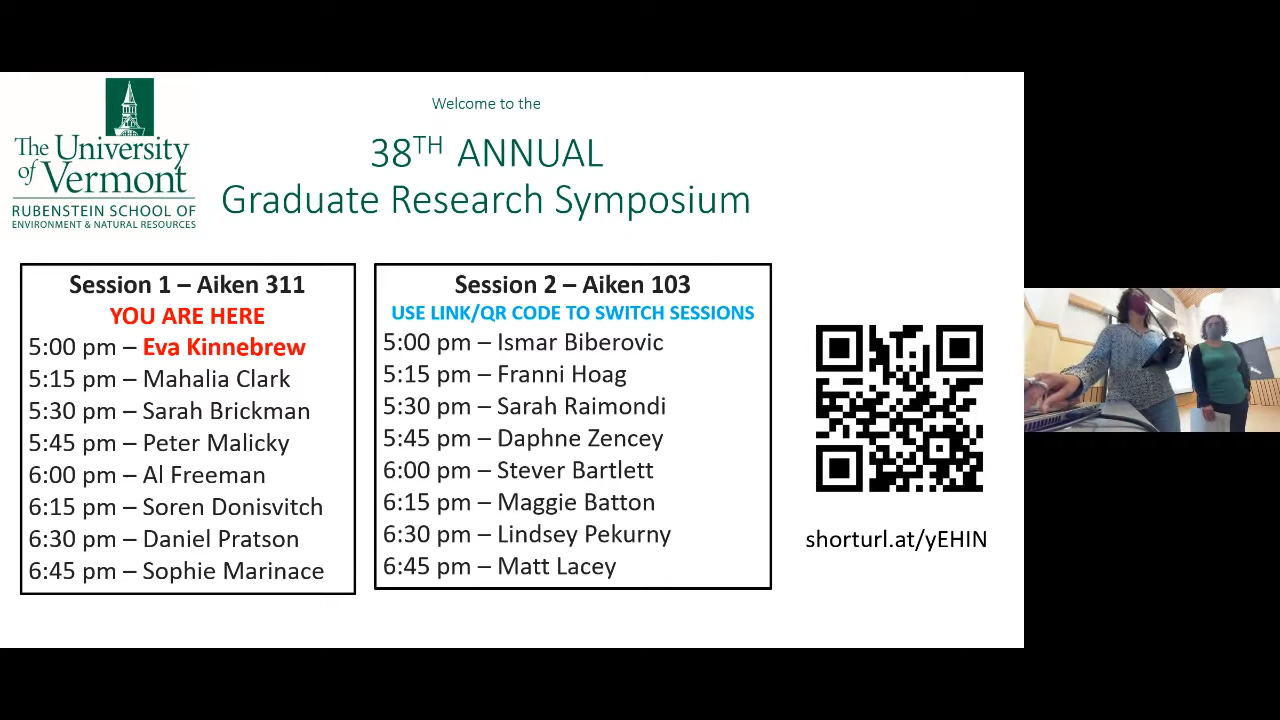 The University
of Vermont
RUBENSTEIN SCHOOL OF
ENVIRONMENT & NATURAL RESOURCES
Welcome to the
38TH ANNUAL
Graduate Research Symposium
Session 1 – Aiken 311
YOU ARE HERE
5:00 pm – Eva Kinnebrew
5:15 pm – Mahalia Clark
5:30 pm – Sarah Brickman
5:45 pm – Peter Malicky
6:00 pm – Al Freeman
6:15 pm – Soren Donisvitch
6:30 pm – Daniel Pratson
6:45 pm – Sophie Marinace
Session 2 – Aiken 103
USE LINK/QR CODE TO SWITCH SESSIONS
5:00 pm – Ismar Biberovic
5:15 pm – Franni Hoag
5:30 pm – Sarah Raimondi
5:45 pm – Daphne Zencey
6:00 pm – Stever Bartlett
6:15 pm – Maggie Batton
6:30 pm – Lindsey Pekurny
6:45 pm – Matt Lacey
shorturl.at/yEHIN